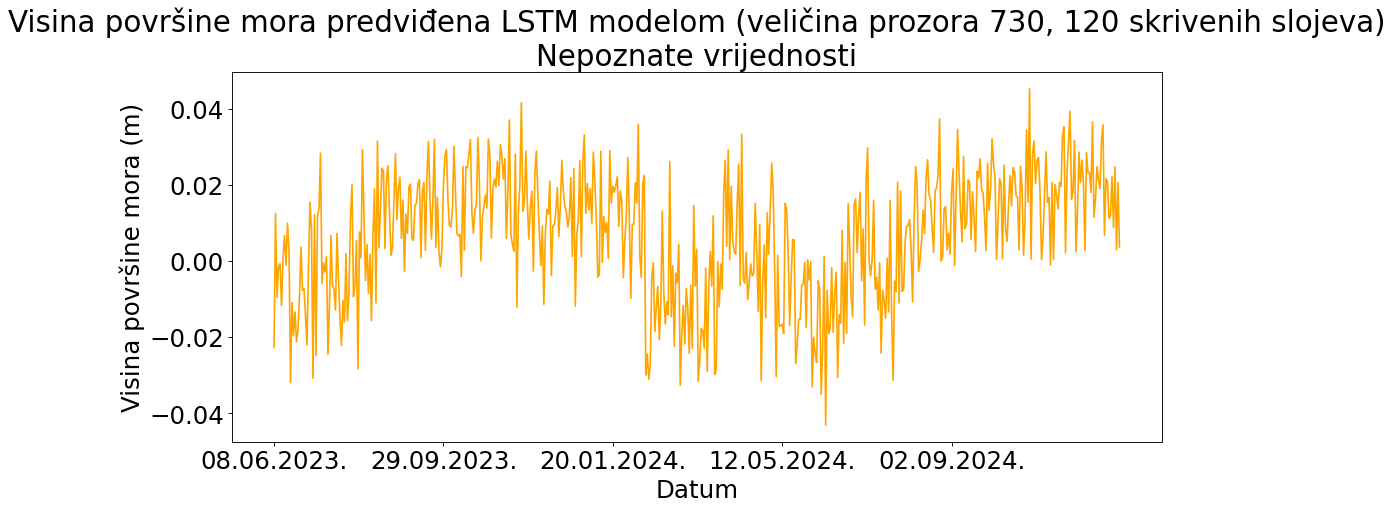 Visina površine mora predviđena LSTM modelom (veličina prozora 730, 120 skrivenih slojeva)
Nepoznate vrijednosti
Visina površine mora (m)
0.04
0.02
0.00
−0.02
−0.04
08.06.2023. 29.09.2023. 20.01.2024. 12.05.2024. 02.09.2024.
Datum